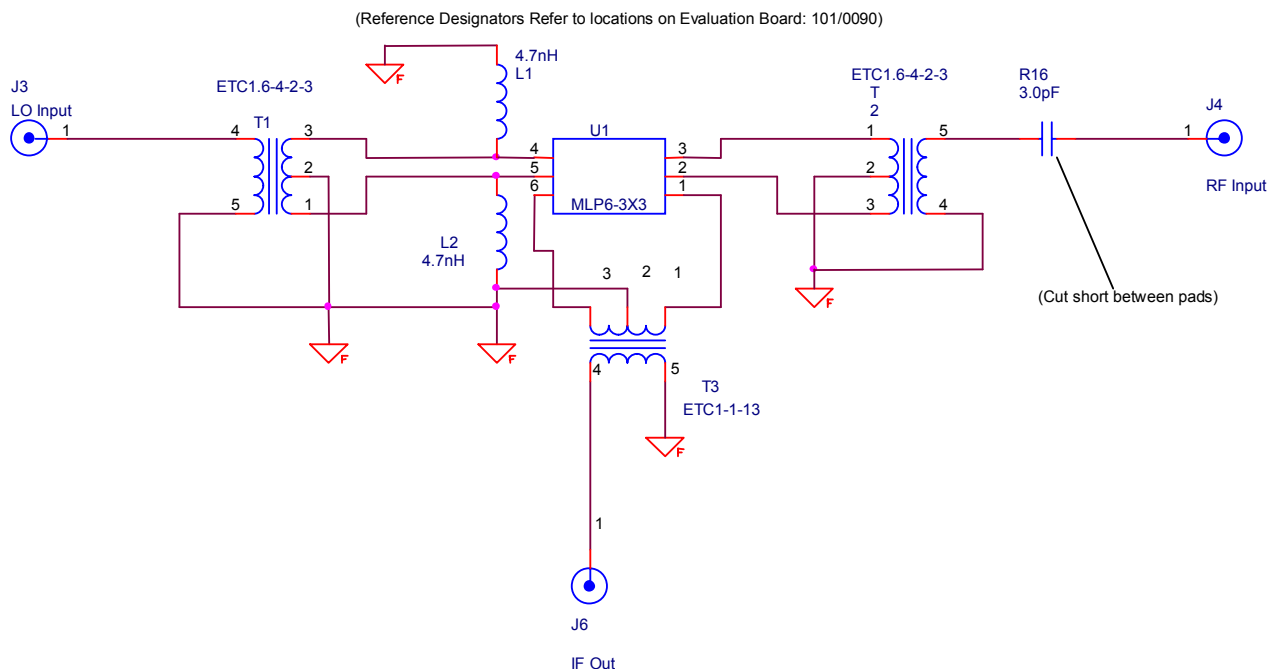 (Reference Designators Refer to locations on Evaluation Board: 101/0090)
4.7nH
L1
F
J3
LO Input
1
ETC1.6-4-2-3
T1
4
3
2
5
1
U1
4
5
6
3
2
1
MLP6-3X3
L2
4.7nH
ETC1.6-4-2-3
T
2
1
5
2
3
4
R16
3.0pF
J4
1
RF Input
(Cut short between pads)
F
F
F
3
2
1
4
5
T3
ETC1-1-13
F
1
J6
IF Out